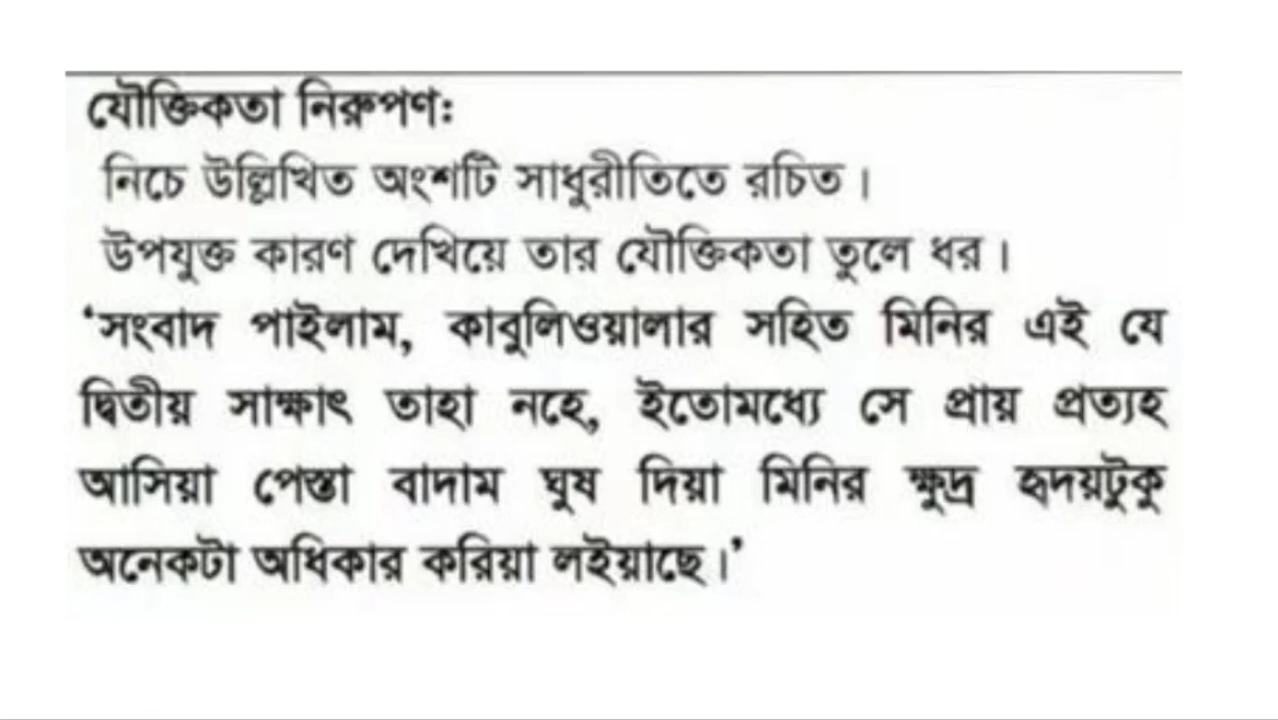 যৌক্তিকতা নিরুপণঃ
নিচে উল্লিখিত অংশটি সাধুরীতিতে রচিত।
উপযুক্ত কারণ দেখিয়ে তার যৌক্তিকতা তুলে ধর।
‘সংবাদ পাইলাম, কাবুলিওয়ালার সহিত মিনির এই যে
দ্বিতীয় সাক্ষাৎ তাহা নহে, ইতোমধ্যে সে প্রায় প্রত্যহ
আসিয়া পেস্তা বাদাম ঘুষ দিয়া মিনির ক্ষুদ্র হৃদয়টুকু
অনেকটা অধিকার করিয়া লইয়াছে।’